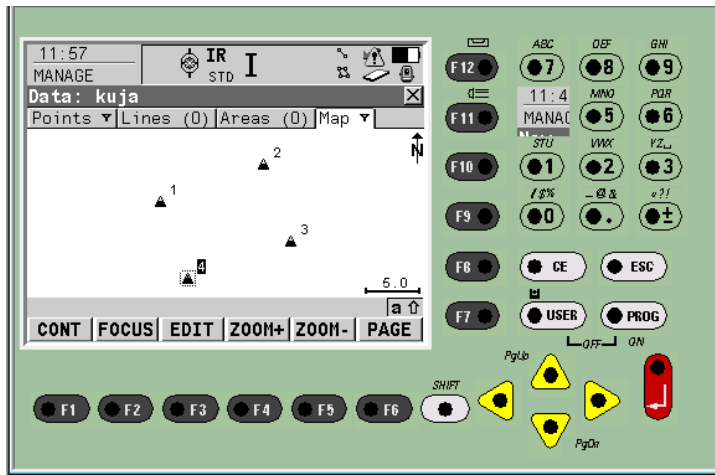 11:57
MANAGE
IR
STD
I
Data: kuja
Points Lines (0) Areas (0) Map
N
2
1
3
4
5.0
a
CONT FOCUS EDIT ZOOM+ ZOOM- PAGE
F12
ABC
7
DEF
8
GHI
9
F11
11:4
MANAG
MNO
5
PQR
6
F10
STU
1
VWX
2
YZ
3
F9
/$%
0
_@&
.
*?!
±
F8
CE
ESC
F7
USER
PROG
OFF
ON
PgUp
SHIFT
PgDn
F1
F2
F3
F4
F5
F6